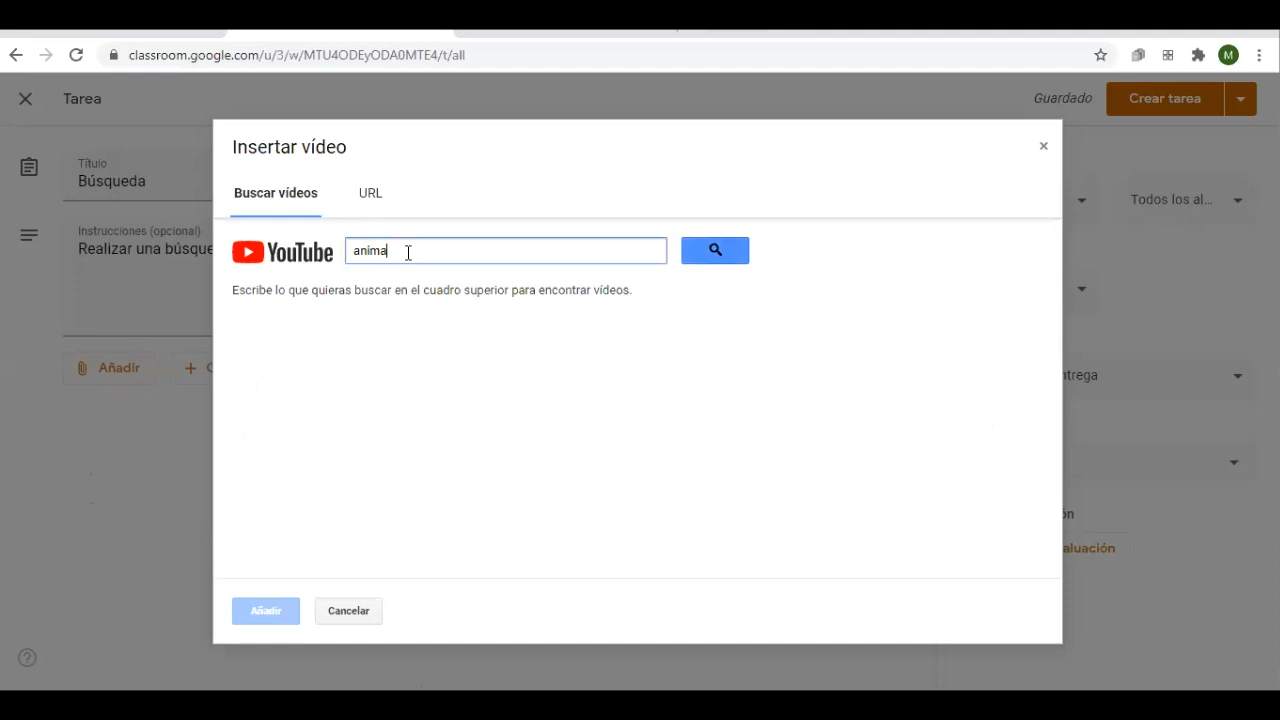 classroom.google.com/u/3/w/MTU4ODEyODA0MTE4/t/all
M
Tarea
Guardado
Crear tarea
Insertar vídeo
Título
Búsqueda
Buscar vídeos
URL
Todos los al...
Instrucciones (opcional)
Realizar una búsque
YouTube
anima
Escribe lo que quieras buscar en el cuadro superior para encontrar vídeos.
Añadir
ntrega
ón
aluación
Añadir
Cancelar